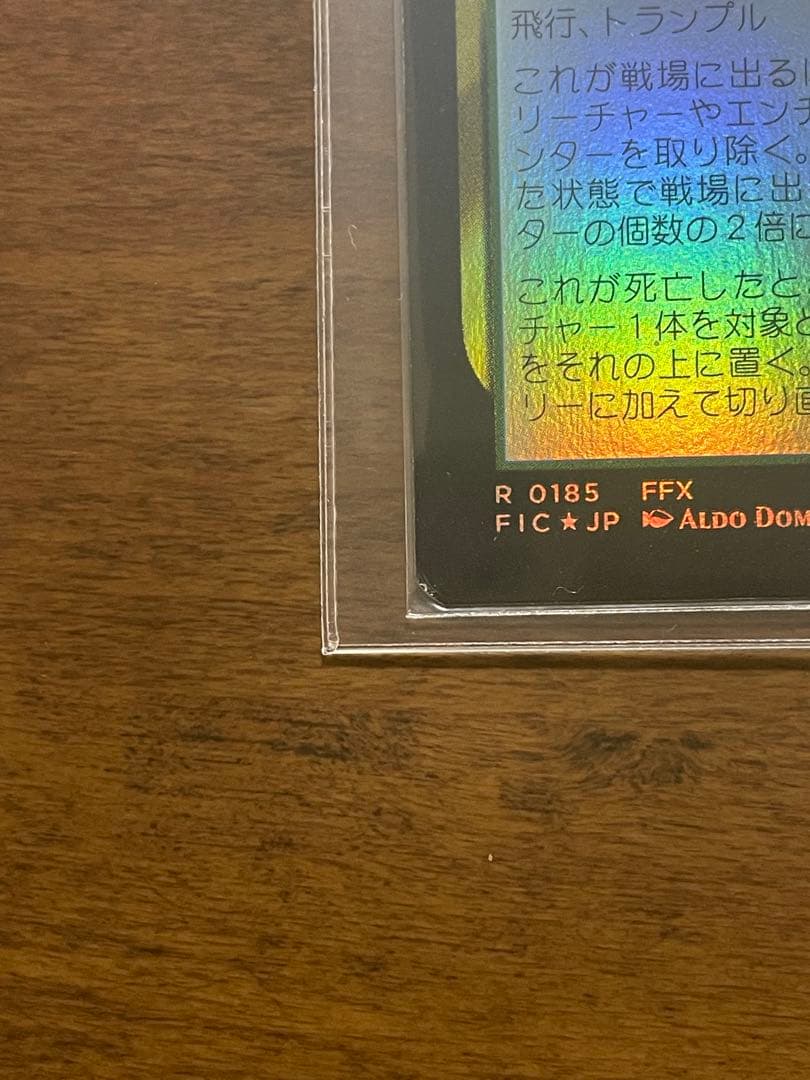 飛行、トランプル
これが戦場に出る
リーチャーやエン
ンターを取り除く。
た状態で戦場に出
ターの個数の２倍に
これが死亡したと
チャー１体を対象と
をそれの上に置く。
リーに加えて切り直
R 0185 FFX
FIC★JP ALDO DOM